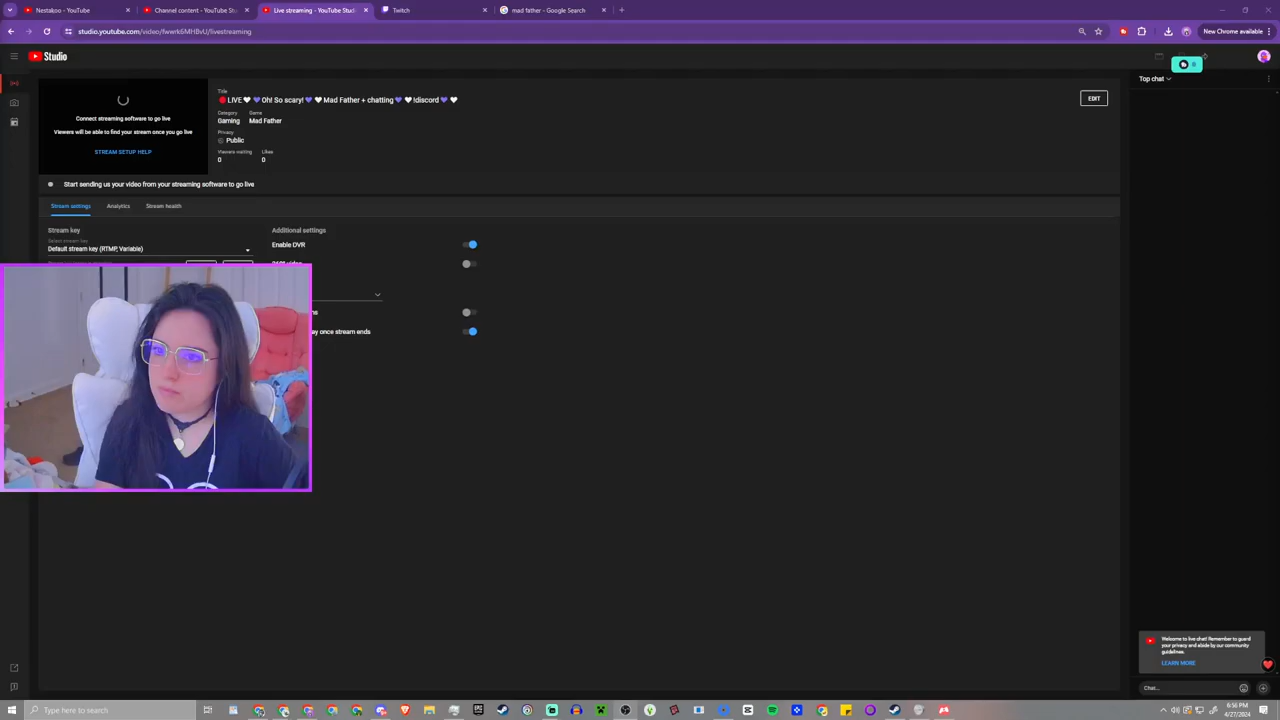 Nestakoo - YouTube
Channel content - YouTube Stu
Live streaming - YouTube Stud
Twitch
mad father - Google Search
studio.youtube.com/video/fwerk6MHBvU/livestreaming
New Chrome available
Studio
Top chat
Title
🔴LIVE🤍💜Oh! So scary!💜🤍Mad Father + chatting💜🤍!discord💜🤍
EDIT
Connect streaming software to go live
Viewers will be able to find your stream once you go live
STREAM SETUP HELP
Category
Game
Gaming
Mad Father
Privacy
Public
Viewers waiting
Likes
0
0
Start sending us your video from your streaming software to go live
Stream settings
Analytics
Stream health
Stream key
Additional settings
Select stream key
Default stream key (RTMP, Variable)
Enable DVR
ay once stream ends
Welcome to live chat! Remember to guard
your privacy and abide by our community
guidelines.
LEARN MORE
Chat...
Type here to search
6:56 PM
4/27/2024